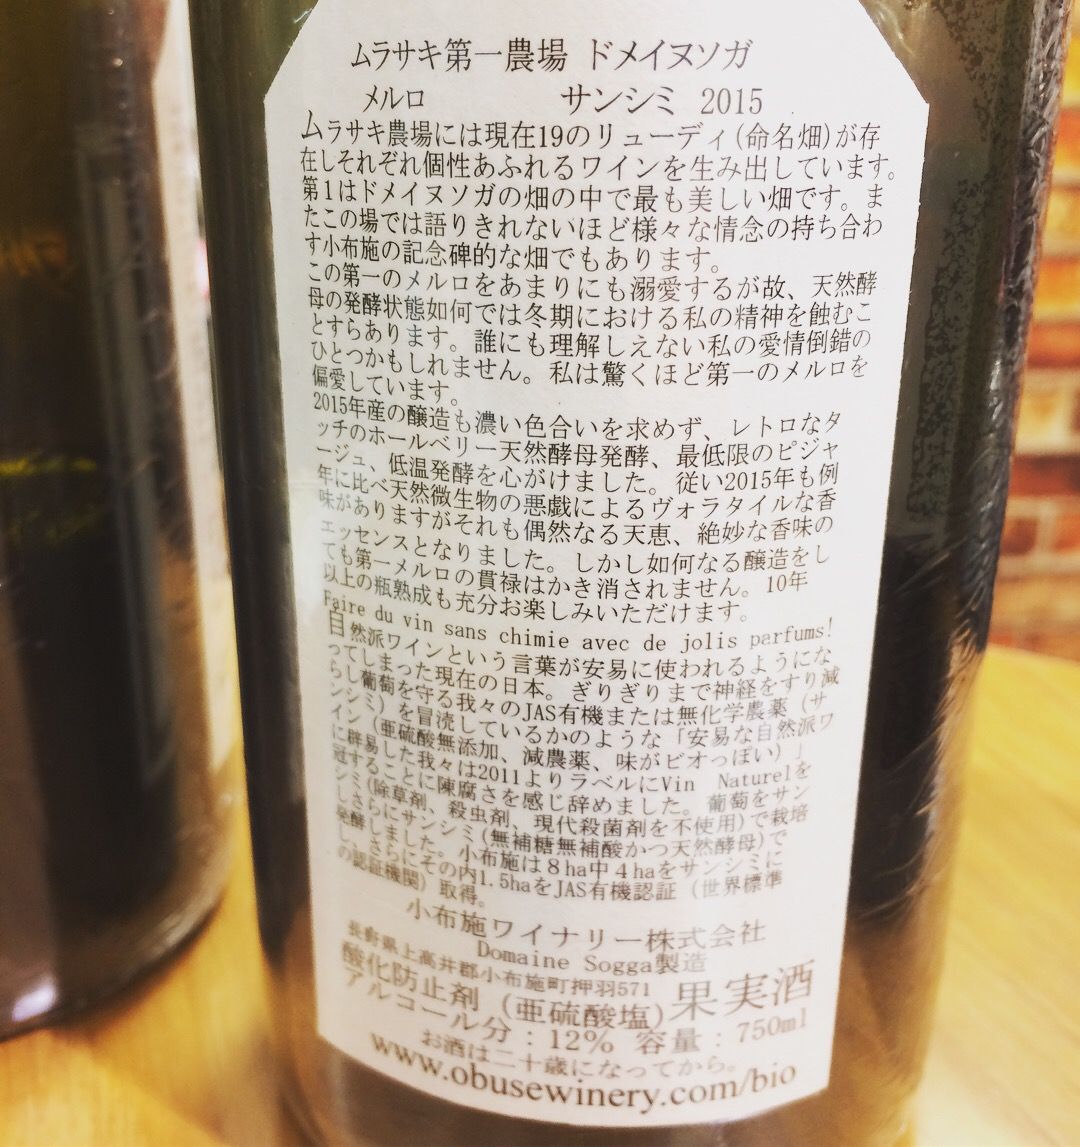 ムラサキ第一農場 ドメイヌソガ
メルロ サンシミ 2015
ムラサキ農場には現在19のリューディ(命名畑)が存
在しそれぞれ個性あふれるワインを生み出しています。
第1はドメイヌソガの畑の中で最も美しい畑です。ま
たこの場では語りきれないほど様々な情念の持ち合わ
す小布施の記念碑的な畑でもあります。
この第一のメルロをあまりにも溺愛するが故、天然酵
母の発酵状態如何では冬期における私の精神を蝕むこ
とすらあります。誰にも理解しえない私の愛情倒錯の
ひとつかもしれません。私は驚くほど第一のメルロを
偏愛しています。
2015年産の醸造も濃い色合いを求めず、レトロなタ
ッチのホールベリー天然酵母発酵、最低限のピジャ
ージュ、低温発酵を心がけました。従い2015年も例
年に比べ天然微生物の悪戯によるヴォラタイルな香
味がありますがそれも偶然なる天恵、絶妙な香味の
エッセンスとなりました。しかし如何なる醸造をし
ても第一メルロの貫禄はかき消されません。10年
以上の瓶熟成も充分お楽しみいただけます。
Faire du vin sans chimie avec de jolis parfums!
自然派ワインという言葉が安易に使われるようにな
ってしまった現在の日本。ぎりぎりまで神経をすり減
らし葡萄を守る我々のJAS有機または無化学農薬(サ
ンシミ)を冒涜しているかのような「安易な自然派ワ
イン(亜硫酸無添加、減農薬、味がビオっぽい)」
に辟易した我々は2011よりラベルにVin Naturelを
冠することに陳腐さを感じ辞めました。葡萄をサン
シミ(除草剤、殺虫剤、現代殺菌剤を不使用)で栽培
しさらにサンシミ(無補糖無補酸かつ天然酵母)で
発酵しました。小布施は8ha中4haをサンシミに
し、さらにその内1.5haをJAS有機認証(世界標準
の認証機関)取得。
小布施ワイナリー株式会社
Domaine Sogga製造
長野県上高井郡小布施町押羽571
酸化防止剤(亜硫酸塩)果実酒
アルコール分:12% 容量:750ml
お酒は二十歳になってから。
www.obusewinery.com/bio